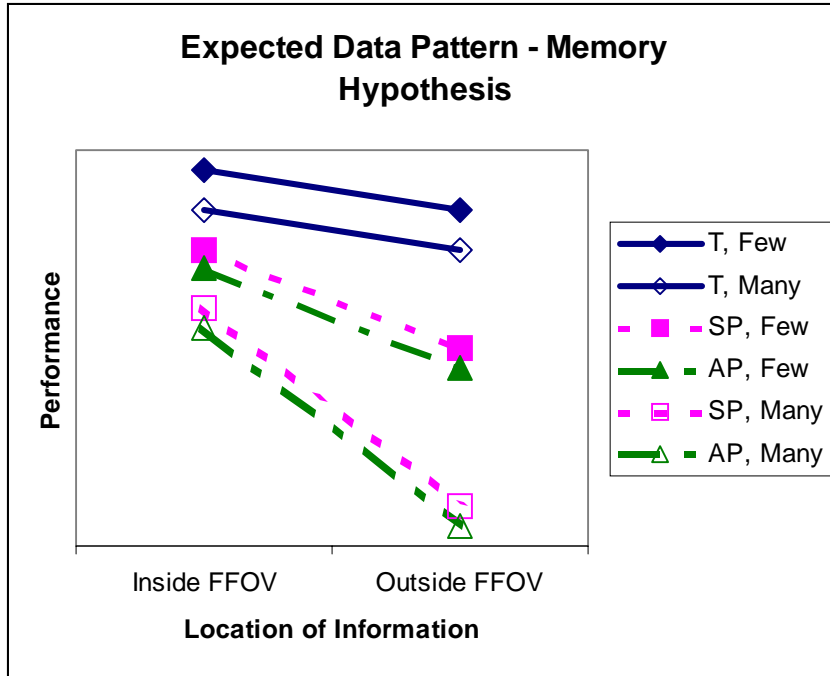 Expected Data Pattern - Memory
Hypothesis
Performance
Inside FFOV
Outside FFOV
Location of Information
T, Few
T, Many
SP, Few
AP, Few
SP, Many
AP, Many